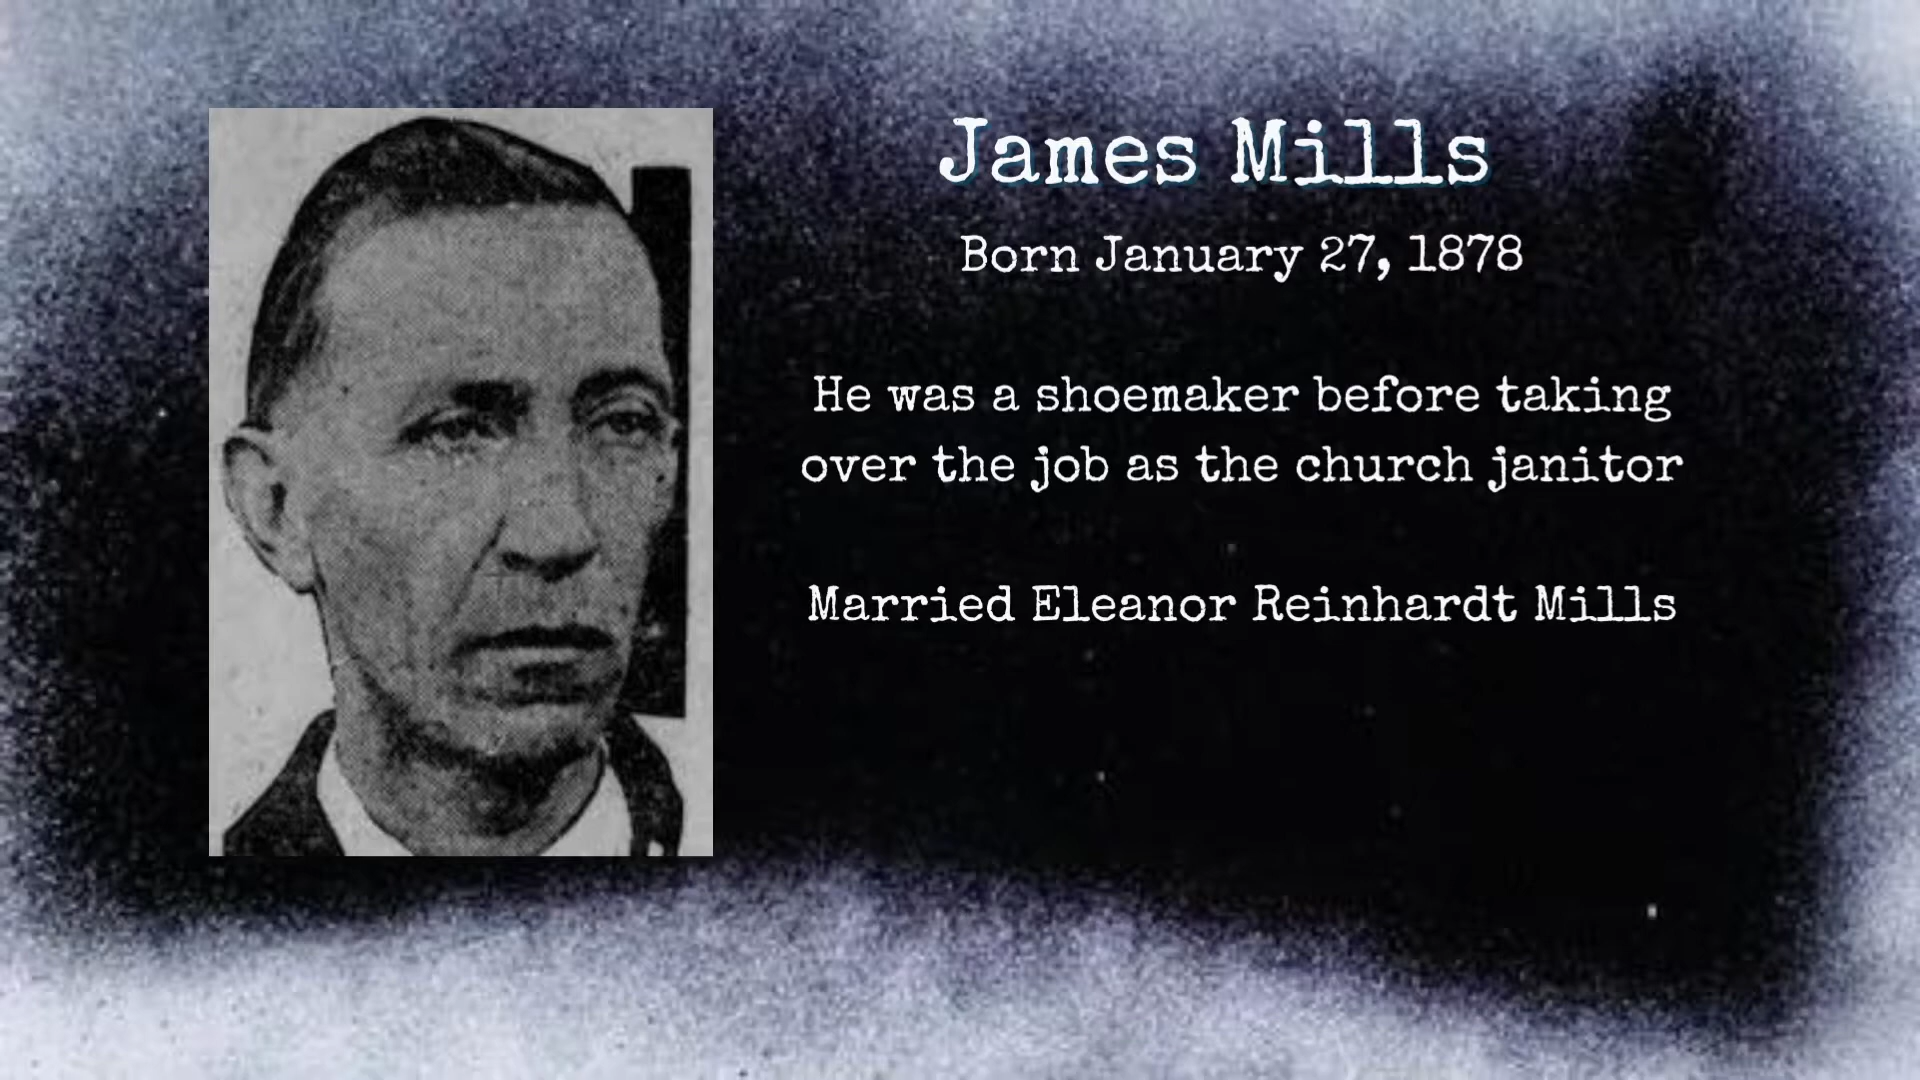 James Mills
Born January 27, 1878
He was a shoemaker before taking
over the job as the church janitor
Married Eleanor Reinhardt Mills